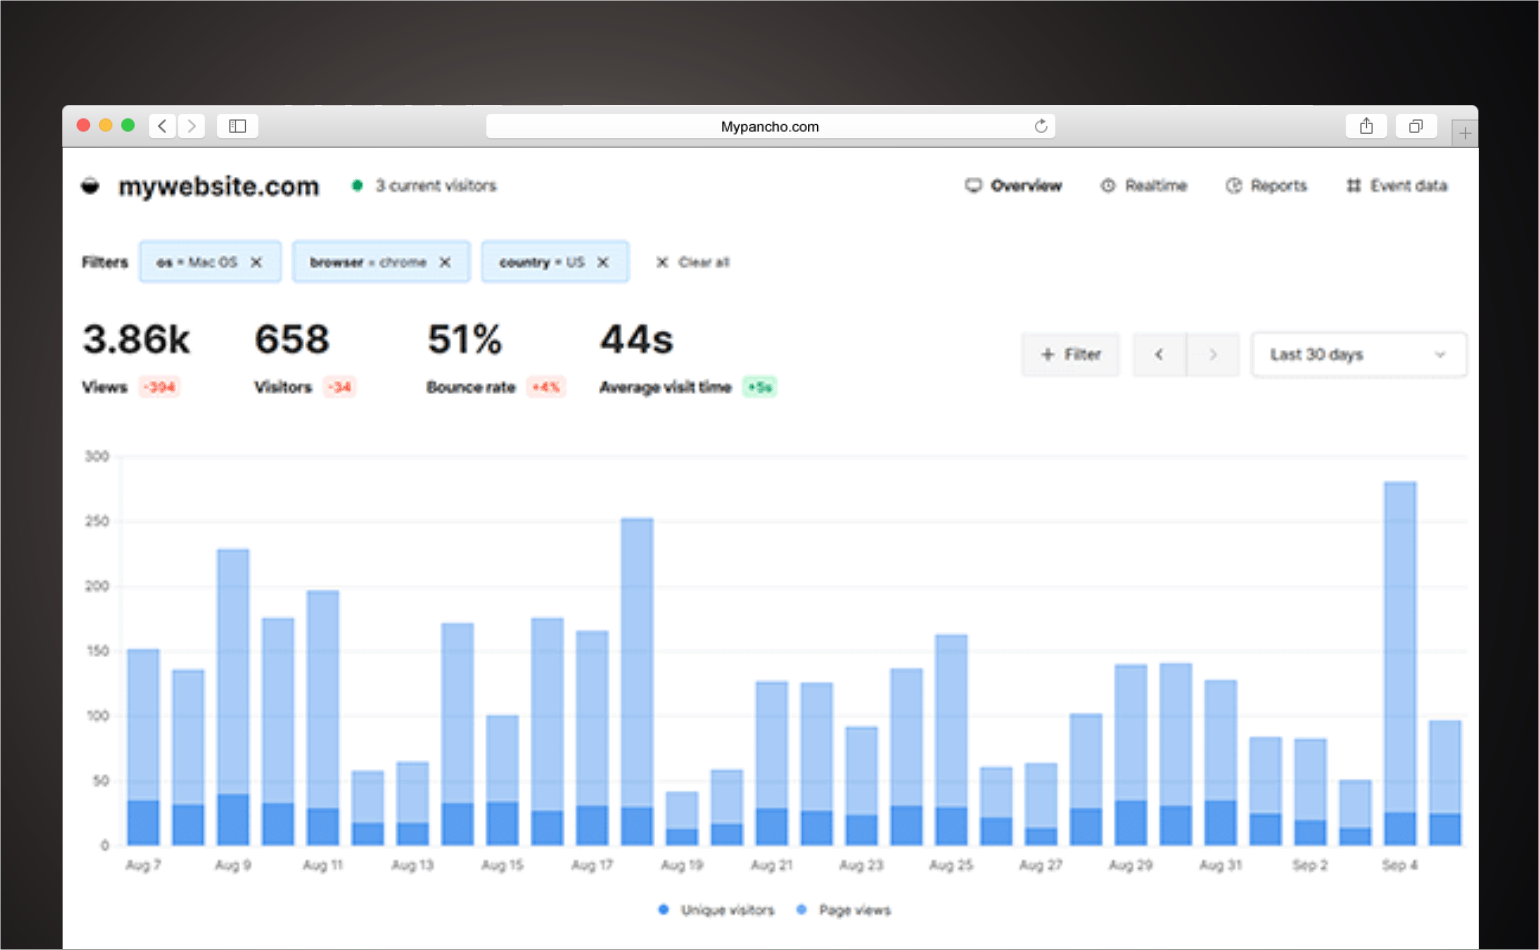 Mypancho.com
mywebsite.com 3 current visitors Overview Realtime Reports Event data
Filters os = Mac OS browser = chrome country = US Clear all
3.86k 658 51% 44s
+ Filter Last 30 days
Views -394 Visitors -34 Bounce rate +4% Average visit time +5s
300
250
200
150
100
50
0
Aug 7 Aug 9 Aug 11 Aug 13 Aug 15 Aug 17 Aug 19 Aug 21 Aug 23 Aug 25 Aug 27 Aug 29 Aug 31 Sep 2 Sep 4
Unique visitors Page views